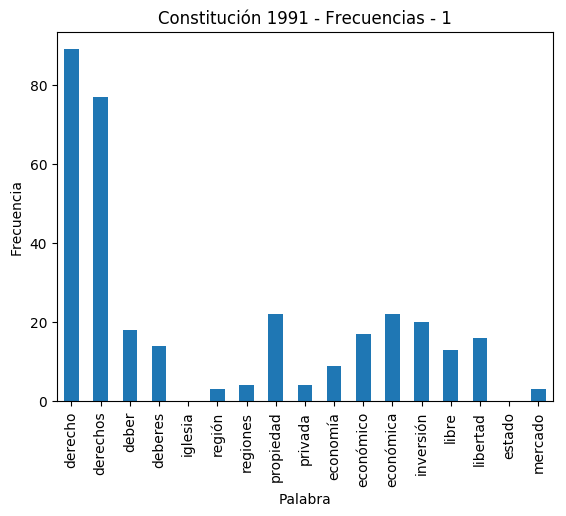 Constitución 1991 - Frecuencias - 1
80
60
40
20
0
Frecuencia
derecho
derechos
deber
deberes
iglesia
región
regiones
propiedad
privada
economía
económico
económica
inversión
libre
libertad
estado
mercado
Palabra